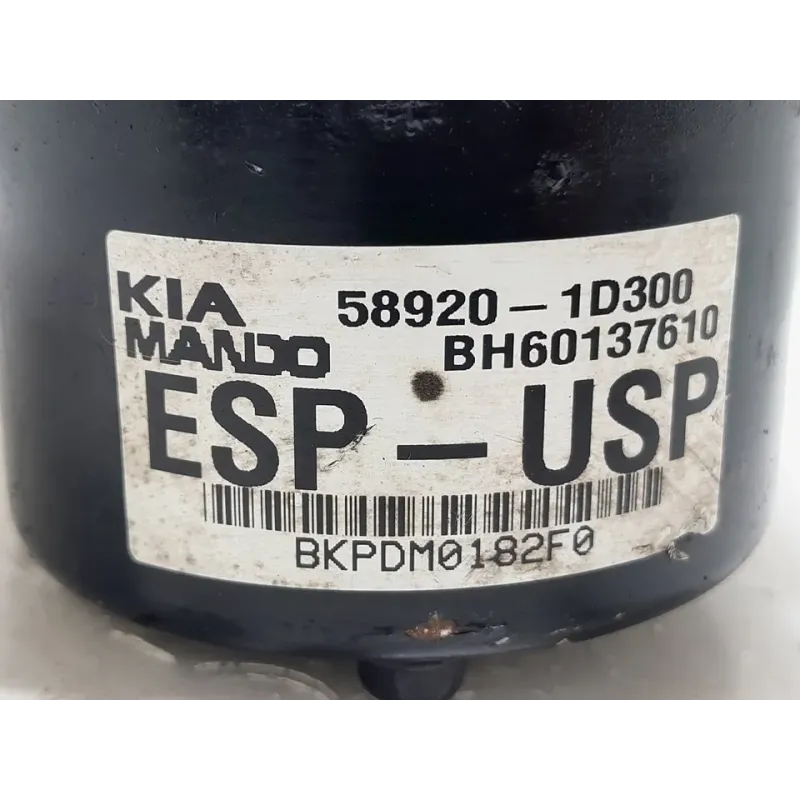 KIA 58920-1D300
MANDO BH60137610
ESP-USP
BKPDM0182F0